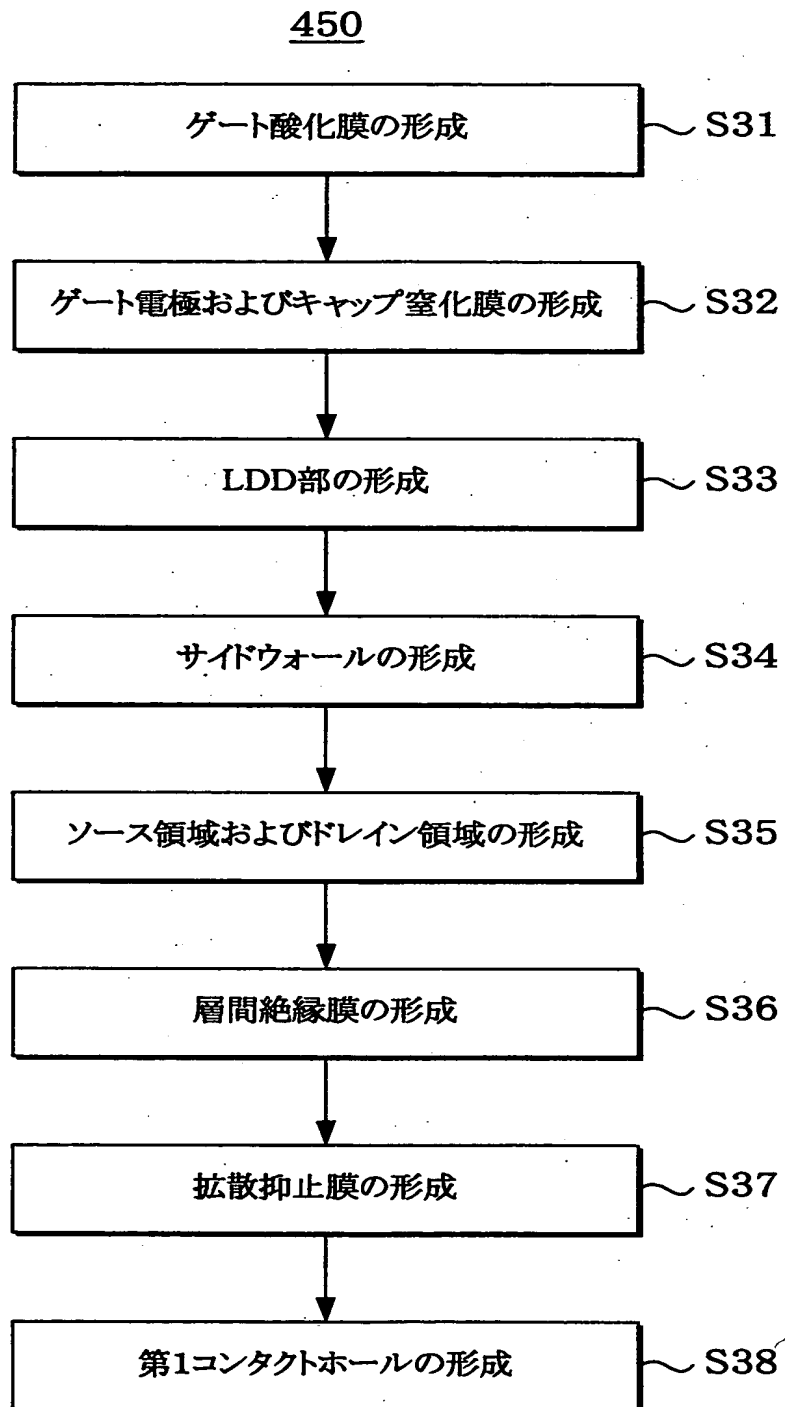 450
ゲート酸化膜の形成 S31
ゲート電極およびキャップ窒化膜の形成 S32
LDD部の形成 S33
サイドウォールの形成 S34
ソース領域およびドレイン領域の形成 S35
層間絶縁膜の形成 S36
拡散抑止膜の形成 S37
第1コンタクトホールの形成 S38